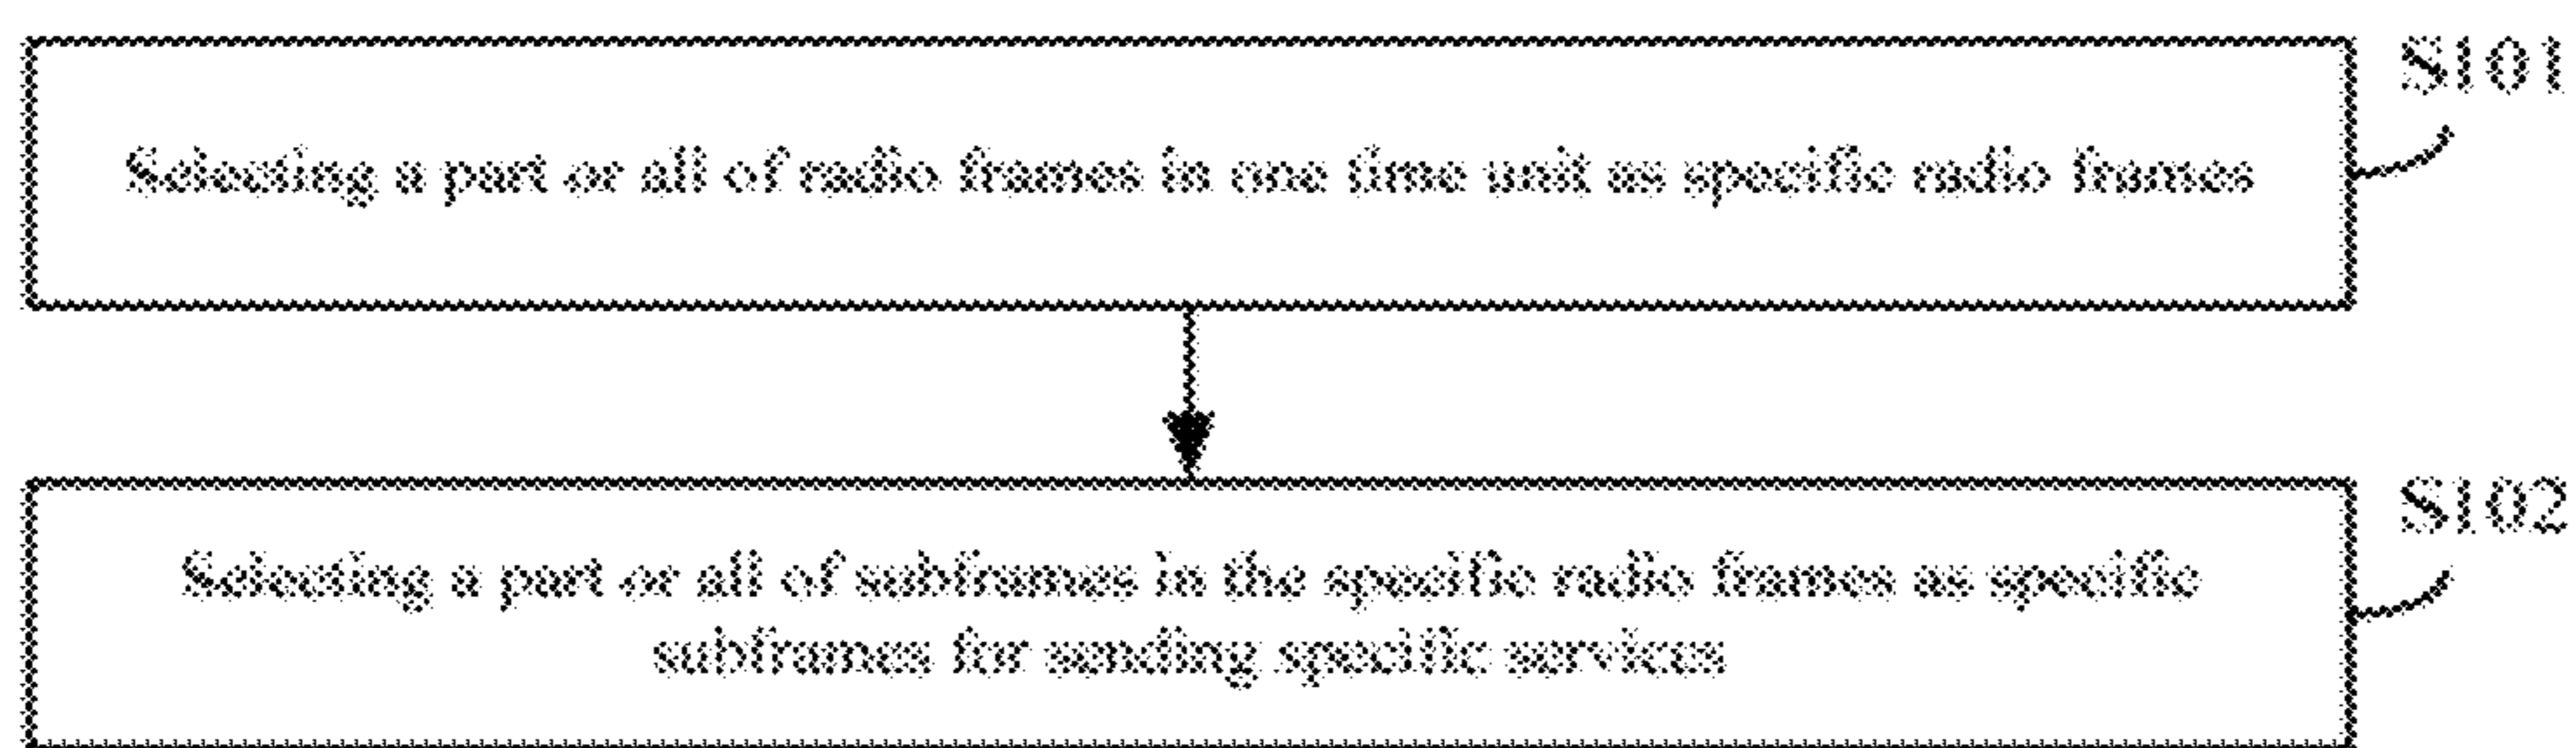 S101
Selecting a part or all of radio frames in one time unit as specific radio frames
S102
Selecting a part or all of subframes in the specific radio frames as specific
subframes for sending specific services